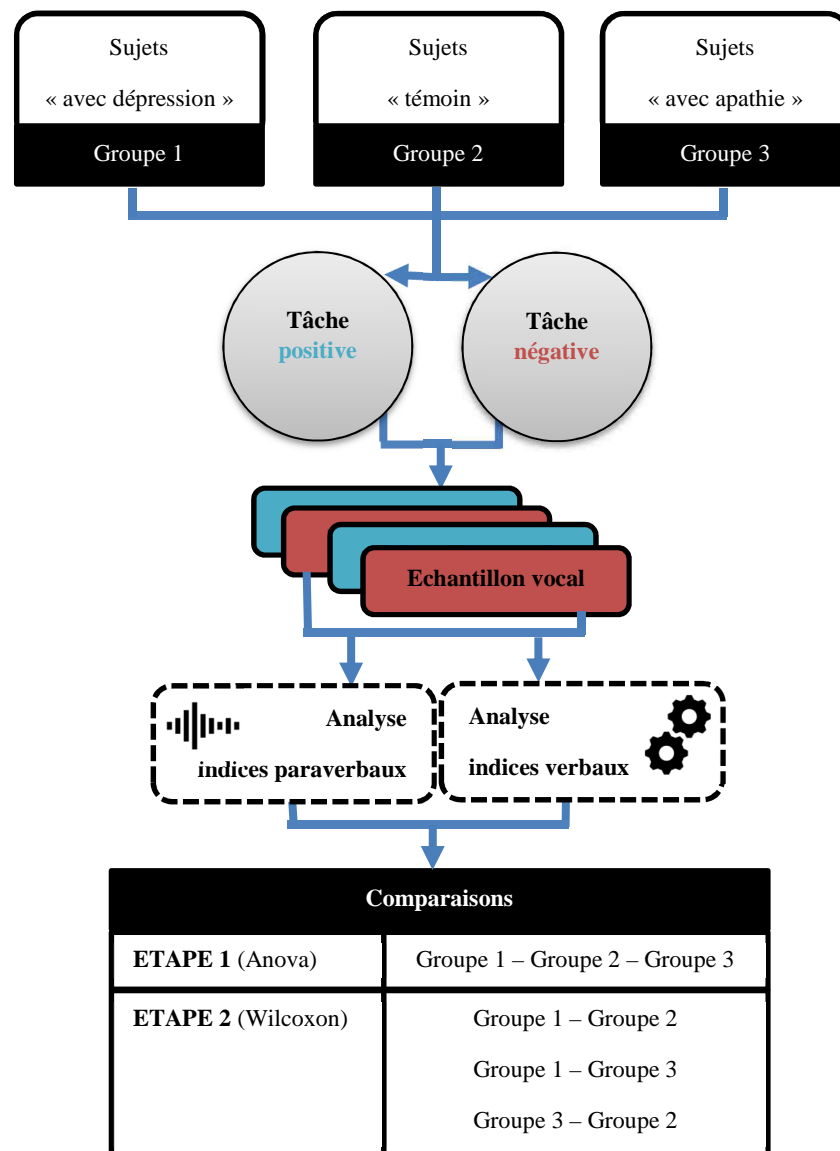 Sujets
« avec dépression »
Groupe 1
Sujets
« témoin »
Groupe 2
Sujets
« avec apathie »
Groupe 3
Tâche
positive
Tâche
négative
Echantillon vocal
Analyse
indices paraverbaux
Analyse
indices verbaux
Comparaisons
ETAPE 1 (Anova)
Groupe 1 – Groupe 2 – Groupe 3
ETAPE 2 (Wilcoxon)
Groupe 1 – Groupe 2
Groupe 1 – Groupe 3
Groupe 3 – Groupe 2